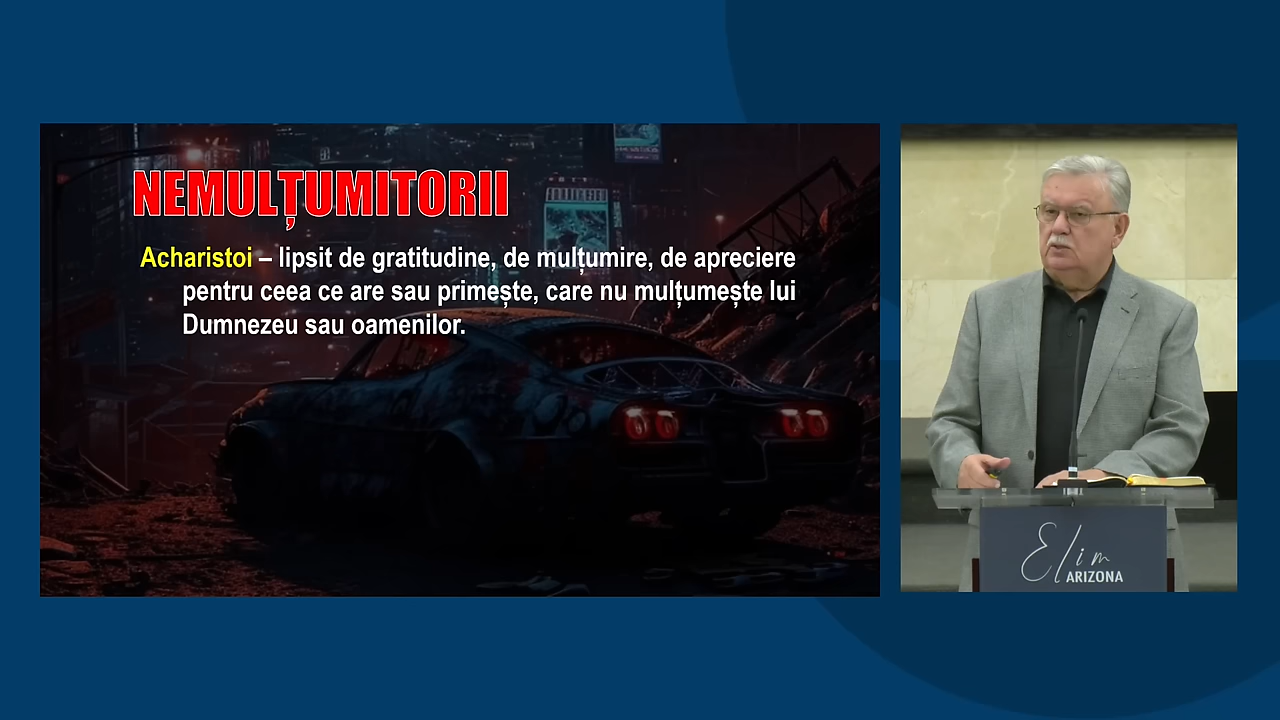 NEMULȚUMITORII
Acharistoi – lipsit de gratitudine, de mulțumire, de apreciere
pentru ceea ce are sau primește, care nu mulțumește lui
Dumnezeu sau oamenilor.
Elim
ARIZONA